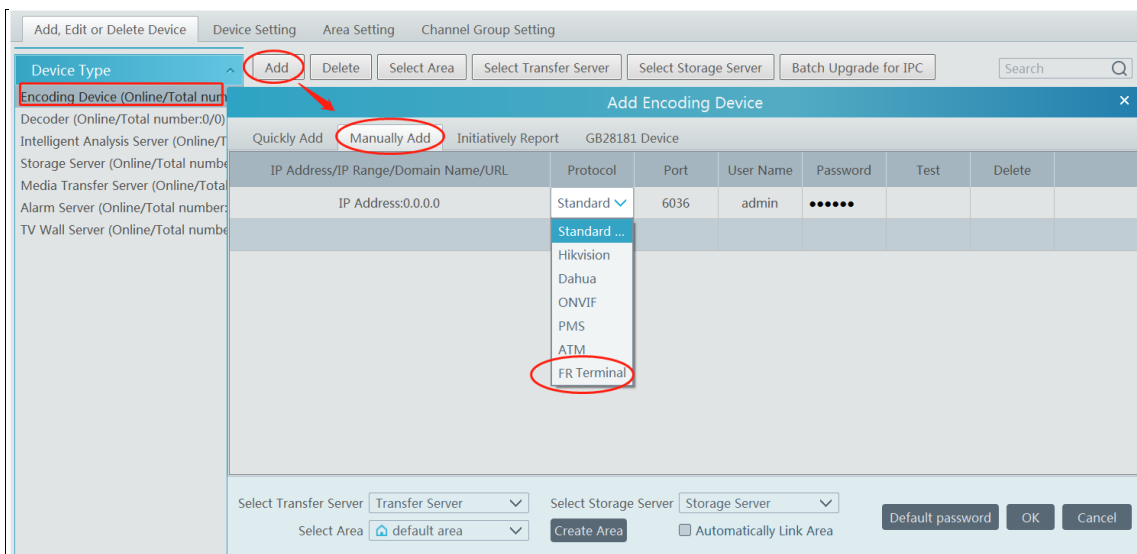 Add, Edit or Delete Device Device Setting Area Setting Channel Group Setting
Device Type
Add Delete Select Area Select Transfer Server Select Storage Server Batch Upgrade for IPC Search
Encoding Device (Online/Total num
Decoder (Online/Total number:0/0)
Intelligent Analysis Server (Online/T
Storage Server (Online/Total numbe
Media Transfer Server (Online/Total
Alarm Server (Online/Total number:
TV Wall Server (Online/Total numbe
Add Encoding Device
Quickly Add Manually Add Initiatively Report GB28181 Device
IP Address/IP Range/Domain Name/URL Protocol Port User Name Password Test Delete
IP Address:0.0.0.0 Standard 6036 admin ●●●●●●
Standard ...
Hikvision
Dahua
ONVIF
PMS
ATM
FR Terminal
Select Transfer Server Transfer Server Select Storage Server Storage Server
Select Area default area Create Area Automatically Link Area
Default password OK Cancel